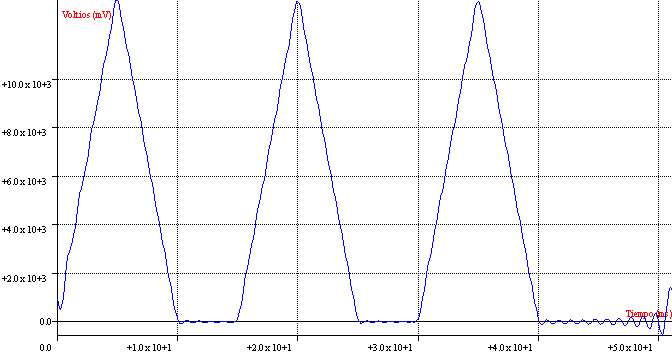 Voltios (mV)
+10.0 x 10+3
+8.0 x 10+3
+6.0 x 10+3
+4.0 x 10+3
+2.0 x 10+3
0.0
Tiempo (ns)
0.0 +1.0 x 10+1 +2.0 x 10+1 +3.0 x 10+1 +4.0 x 10+1 +5.0 x 10+1